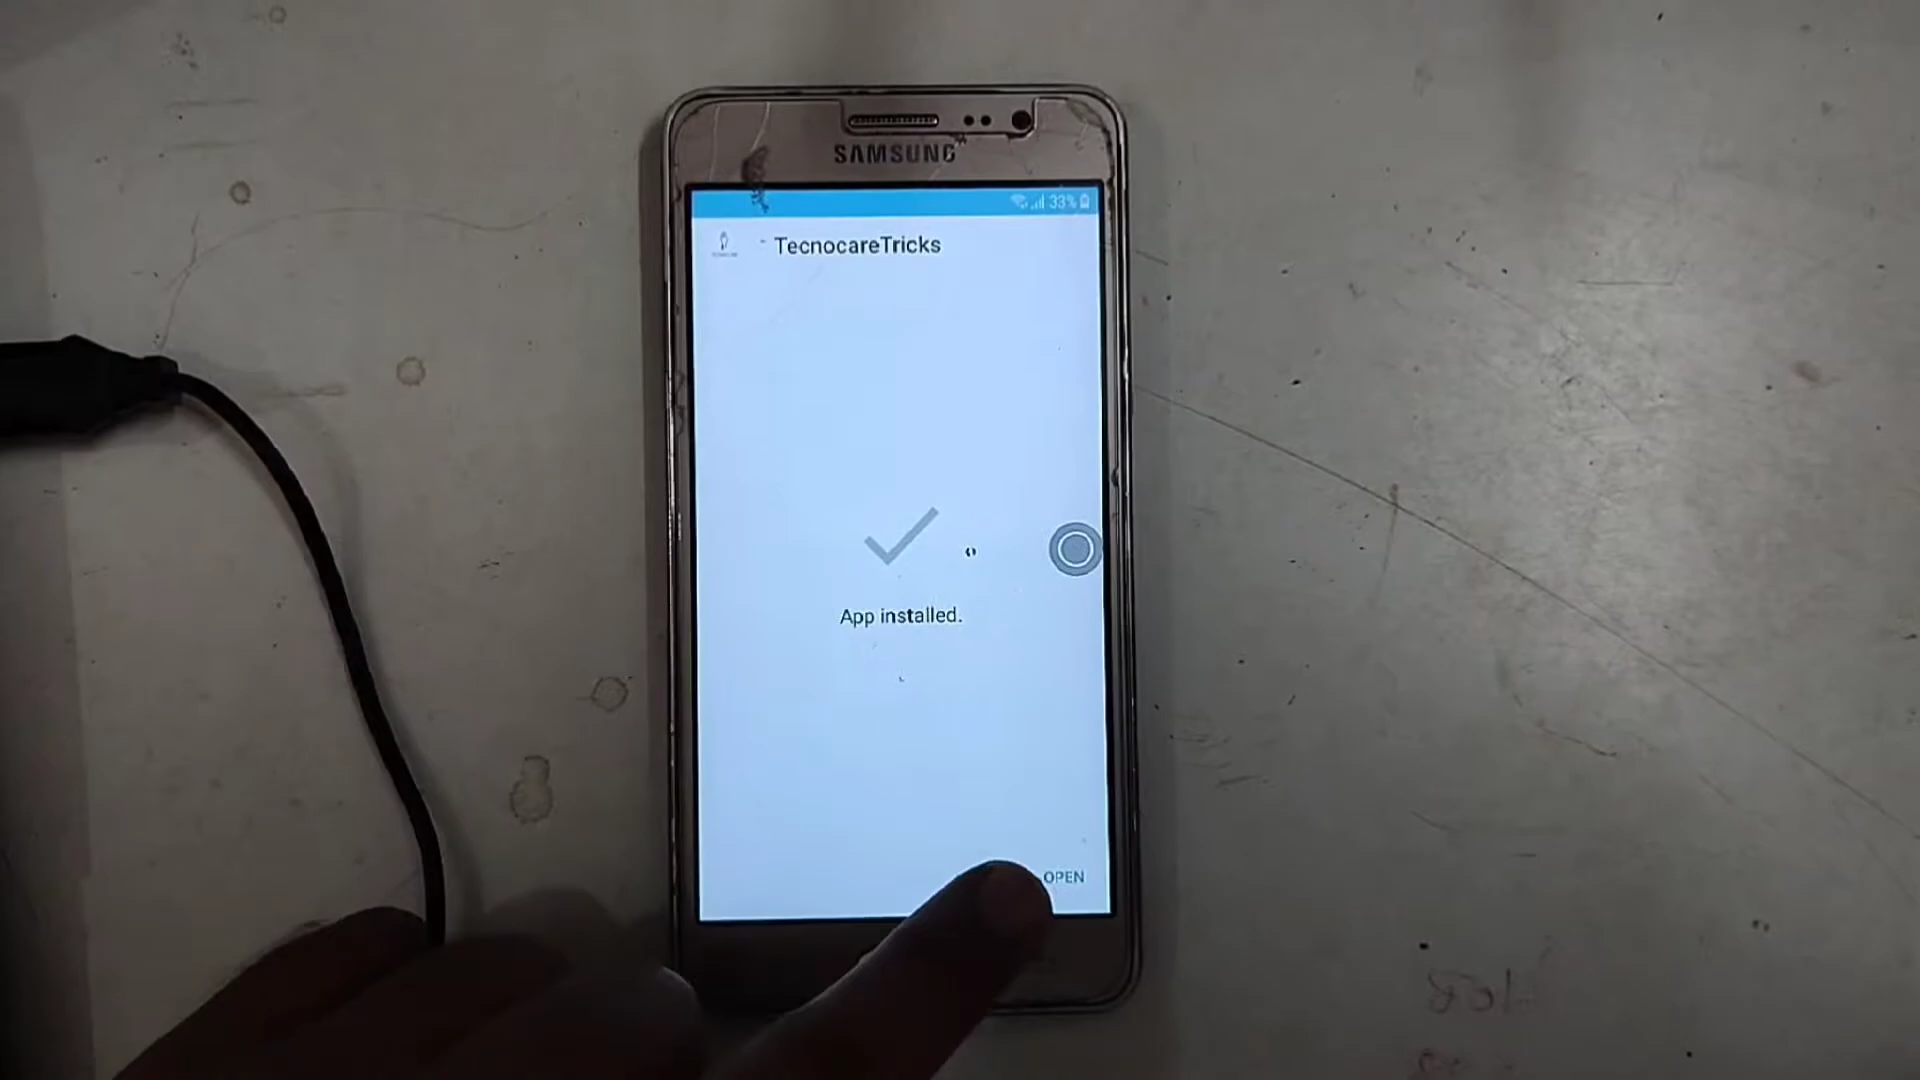 SAMSUNG
33%
TecnocareTricks
App installed.
OPEN